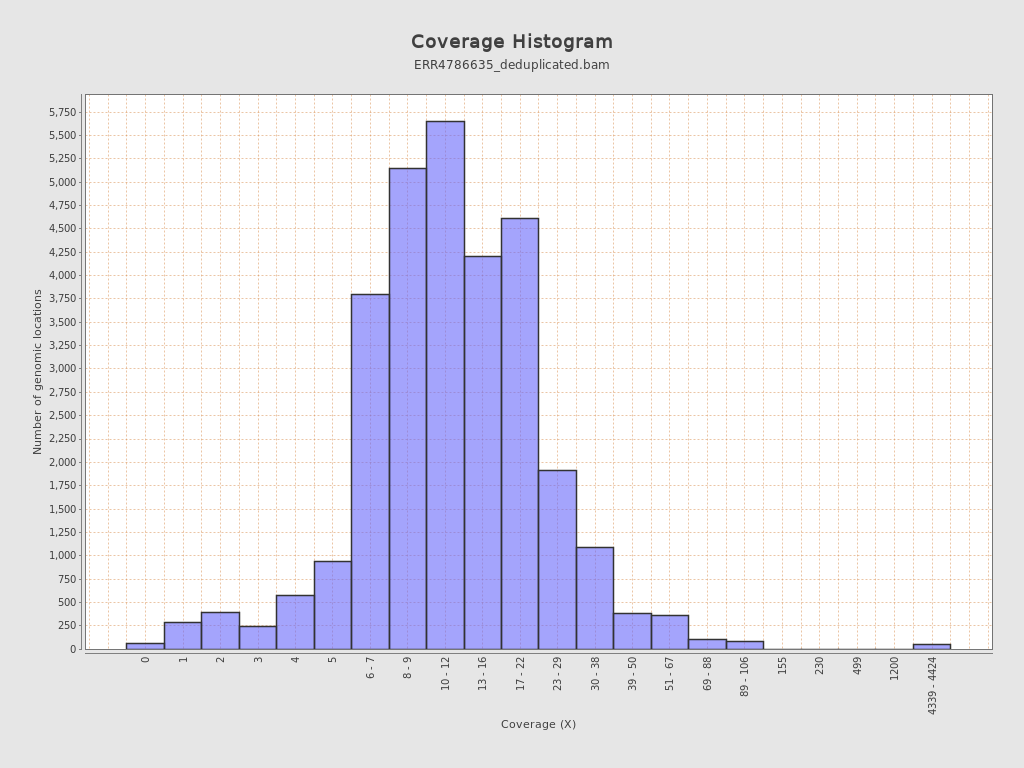 Coverage Histogram
ERR4786635_deduplicated.bam
Number of genomic locations
5,750
5,500
5,250
5,000
4,750
4,500
4,250
4,000
3,750
3,500
3,250
3,000
2,750
2,500
2,250
2,000
1,750
1,500
1,250
1,000
750
500
250
0
0
1
2
3
4
5
6 - 7
8 - 9
10 - 12
13 - 16
17 - 22
23 - 29
30 - 38
39 - 50
51 - 67
69 - 88
89 - 106
155
230
499
1200
4339 - 4424
Coverage (X)